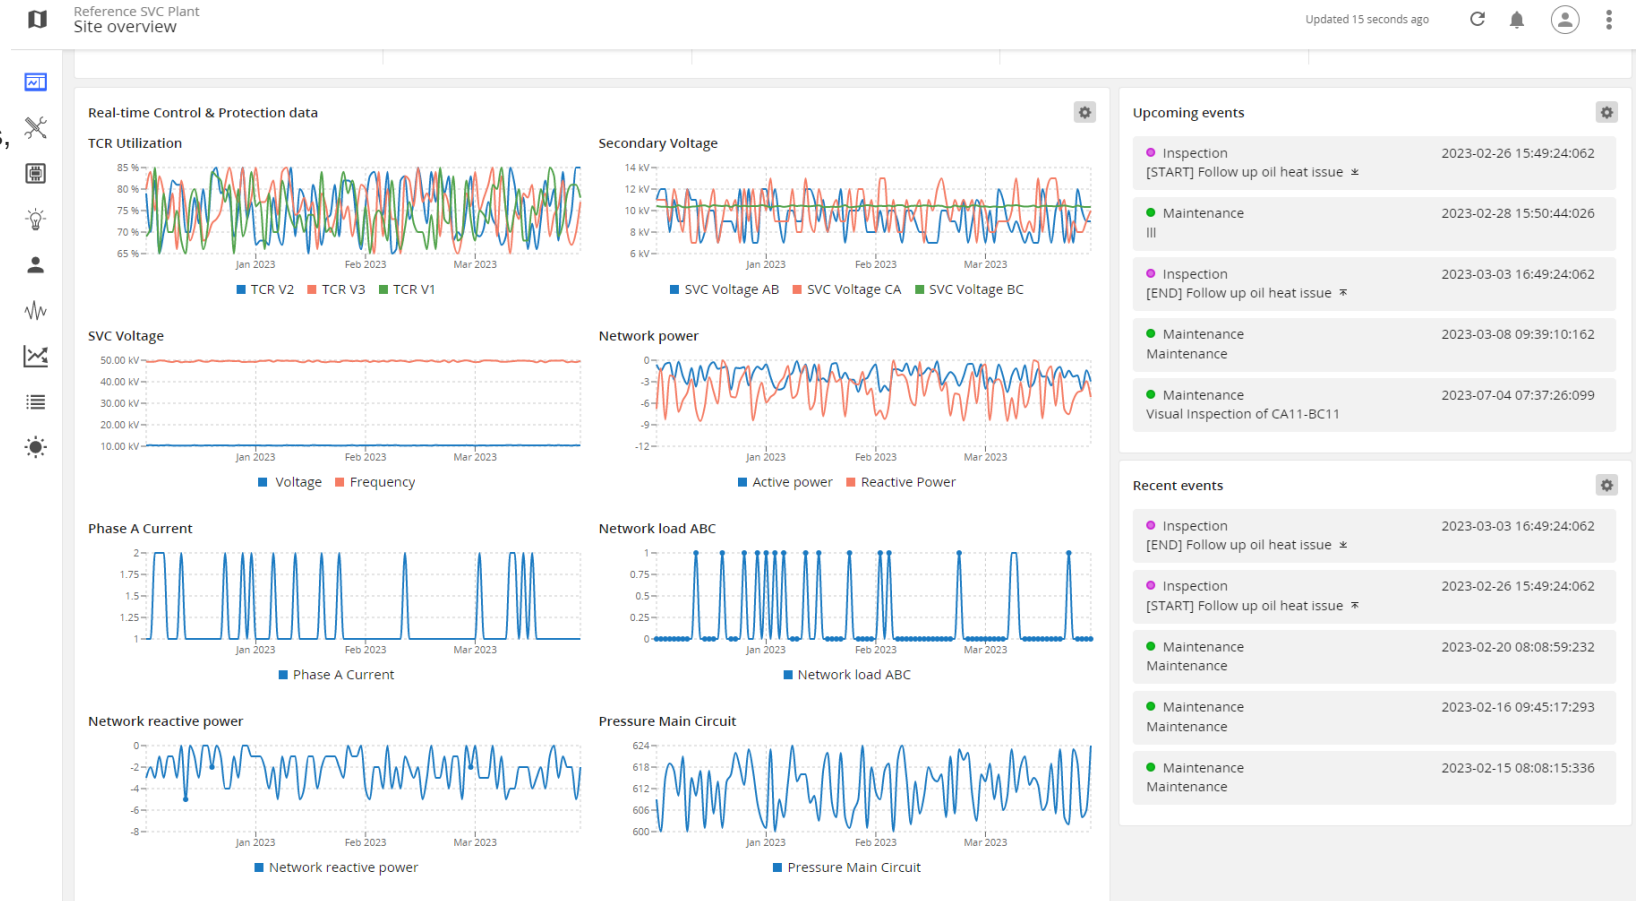 Reference SVC Plant
Site overview
Updated 15 seconds ago
Real-time Control & Protection data
TCR Utilization
85 %
80 %
75 %
70 %
65 %
Jan 2023 Feb 2023 Mar 2023
TCR V2 TCR V3 TCR V1
Secondary Voltage
14 kV
12 kV
10 kV
8 kV
6 kV
Jan 2023 Feb 2023 Mar 2023
SVC Voltage AB SVC Voltage CA SVC Voltage BC
SVC Voltage
50.00 kV
40.00 kV
30.00 kV
20.00 kV
10.00 kV
Jan 2023 Feb 2023 Mar 2023
Voltage Frequency
Network power
0
-3
-6
-9
-12
Jan 2023 Feb 2023 Mar 2023
Active power Reactive Power
Phase A Current
2
1.75
1.5
1.25
1
Jan 2023 Feb 2023 Mar 2023
Phase A Current
Network load ABC
1
0.75
0.5
0.25
0
Jan 2023 Feb 2023 Mar 2023
Network load ABC
Network reactive power
0
-2
-4
-6
-8
Jan 2023 Feb 2023 Mar 2023
Network reactive power
Pressure Main Circuit
624
618
612
606
600
Jan 2023 Feb 2023 Mar 2023
Pressure Main Circuit
Upcoming events
Inspection 2023-02-26 15:49:24:062
[START] Follow up oil heat issue
Maintenance 2023-02-28 15:50:44:026
lll
Inspection 2023-03-03 16:49:24:062
[END] Follow up oil heat issue
Maintenance 2023-03-08 09:39:10:162
Maintenance
Maintenance 2023-07-04 07:37:26:099
Visual Inspection of CA11-BC11
Recent events
Inspection 2023-03-03 16:49:24:062
[END] Follow up oil heat issue
Inspection 2023-02-26 15:49:24:062
[START] Follow up oil heat issue
Maintenance 2023-02-20 08:08:59:232
Maintenance
Maintenance 2023-02-16 09:45:17:293
Maintenance
Maintenance 2023-02-15 08:08:15:336
Maintenance